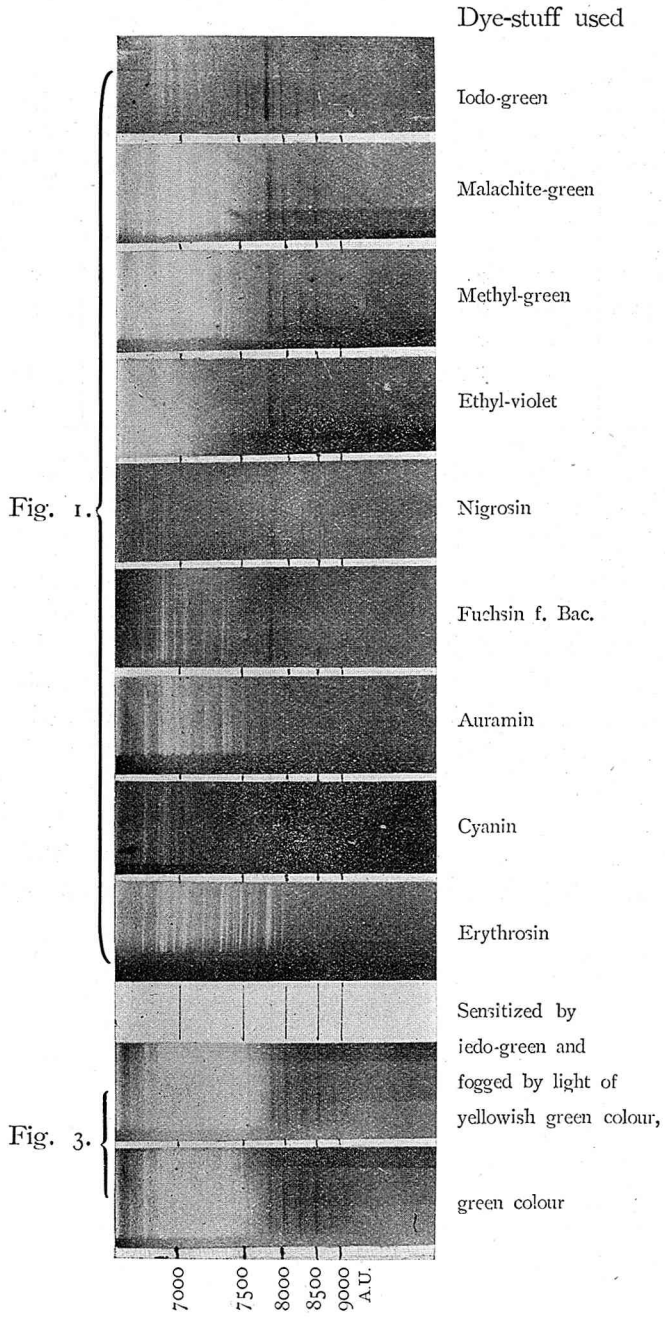 Dye-stuff used
Iodo-green
Malachite-green
Methyl-green
Ethyl-violet
Fig. 1.
Nigrosin
Fuchsin f. Bac.
Auramin
Cyanin
Erythrosin
Sensitized by
iedo-green and
fogged by light of
yellowish green colour,
Fig. 3.
green colour
7000
7500
8000
8500
9000
A.U.